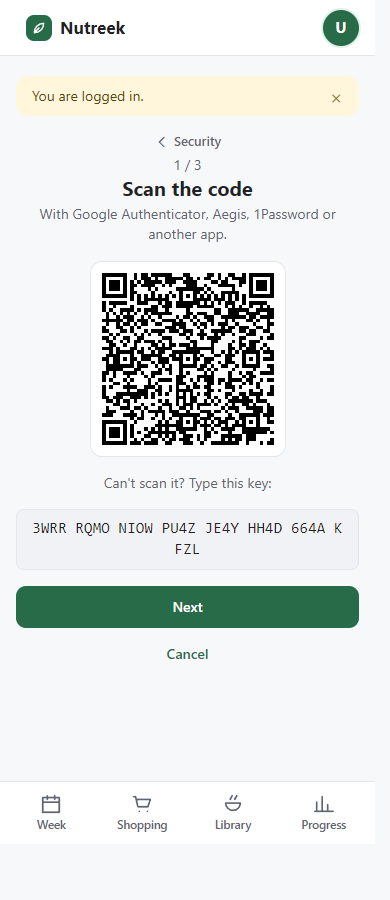 Nutreek
U
You are logged in.
×
Security
1 / 3
Scan the code
With Google Authenticator, Aegis, 1Password or
another app.
Can't scan it? Type this key:
3WRR RQMO NIOW PU4Z JE4Y HH4D 664A K
FZL
Next
Cancel
Week
Shopping
Library
Progress